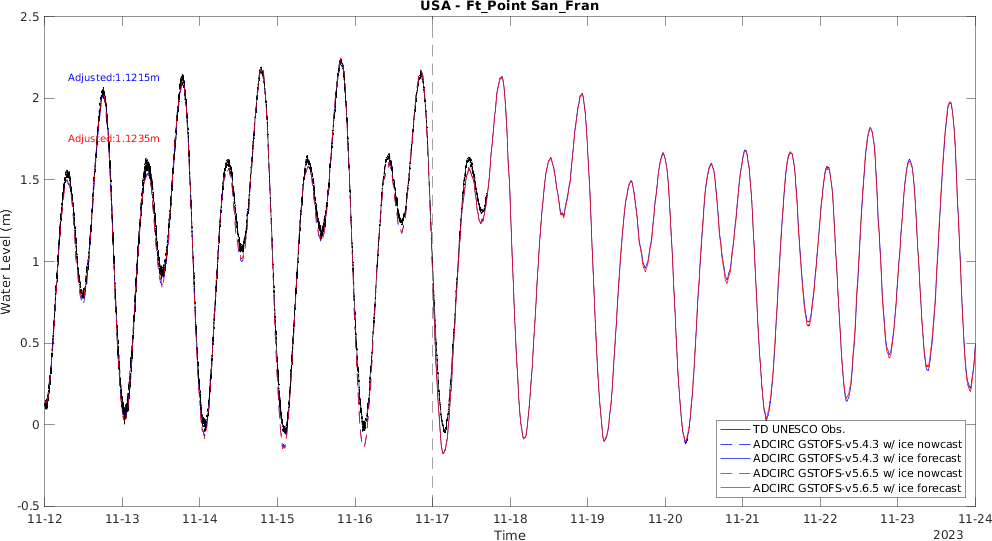 USA - Ft_Point San_Fran
2.5
2
1.5
1
0.5
0
-0.5
Water Level (m)
Adjusted:1.1215m
Adjusted:1.1235m
TD UNESCO Obs.
ADCIRC GSTOFS-v5.4.3 w/ ice nowcast
ADCIRC GSTOFS-v5.4.3 w/ ice forecast
ADCIRC GSTOFS-v5.6.5 w/ ice nowcast
ADCIRC GSTOFS-v5.6.5 w/ ice forecast
11-12 11-13 11-14 11-15 11-16 11-17 11-18 11-19 11-20 11-21 11-22 11-23 11-24
Time
2023